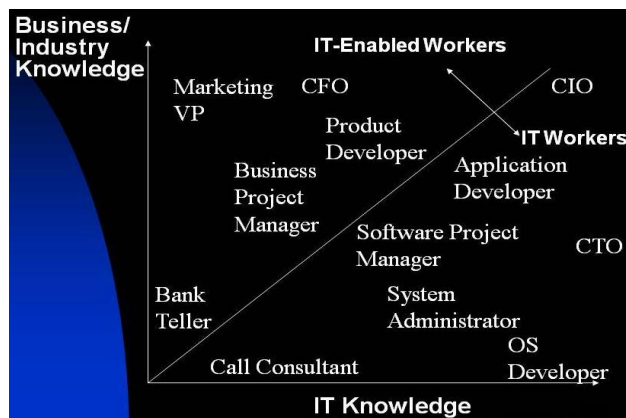 Business/
Industry
Knowledge
IT-Enabled Workers
Marketing
VP
CFO
CIO
Product
Developer
IT Workers
Business
Project
Manager
Application
Developer
Software Project
Manager
CTO
Bank
Teller
System
Administrator
Call Consultant
OS
Developer
IT Knowledge